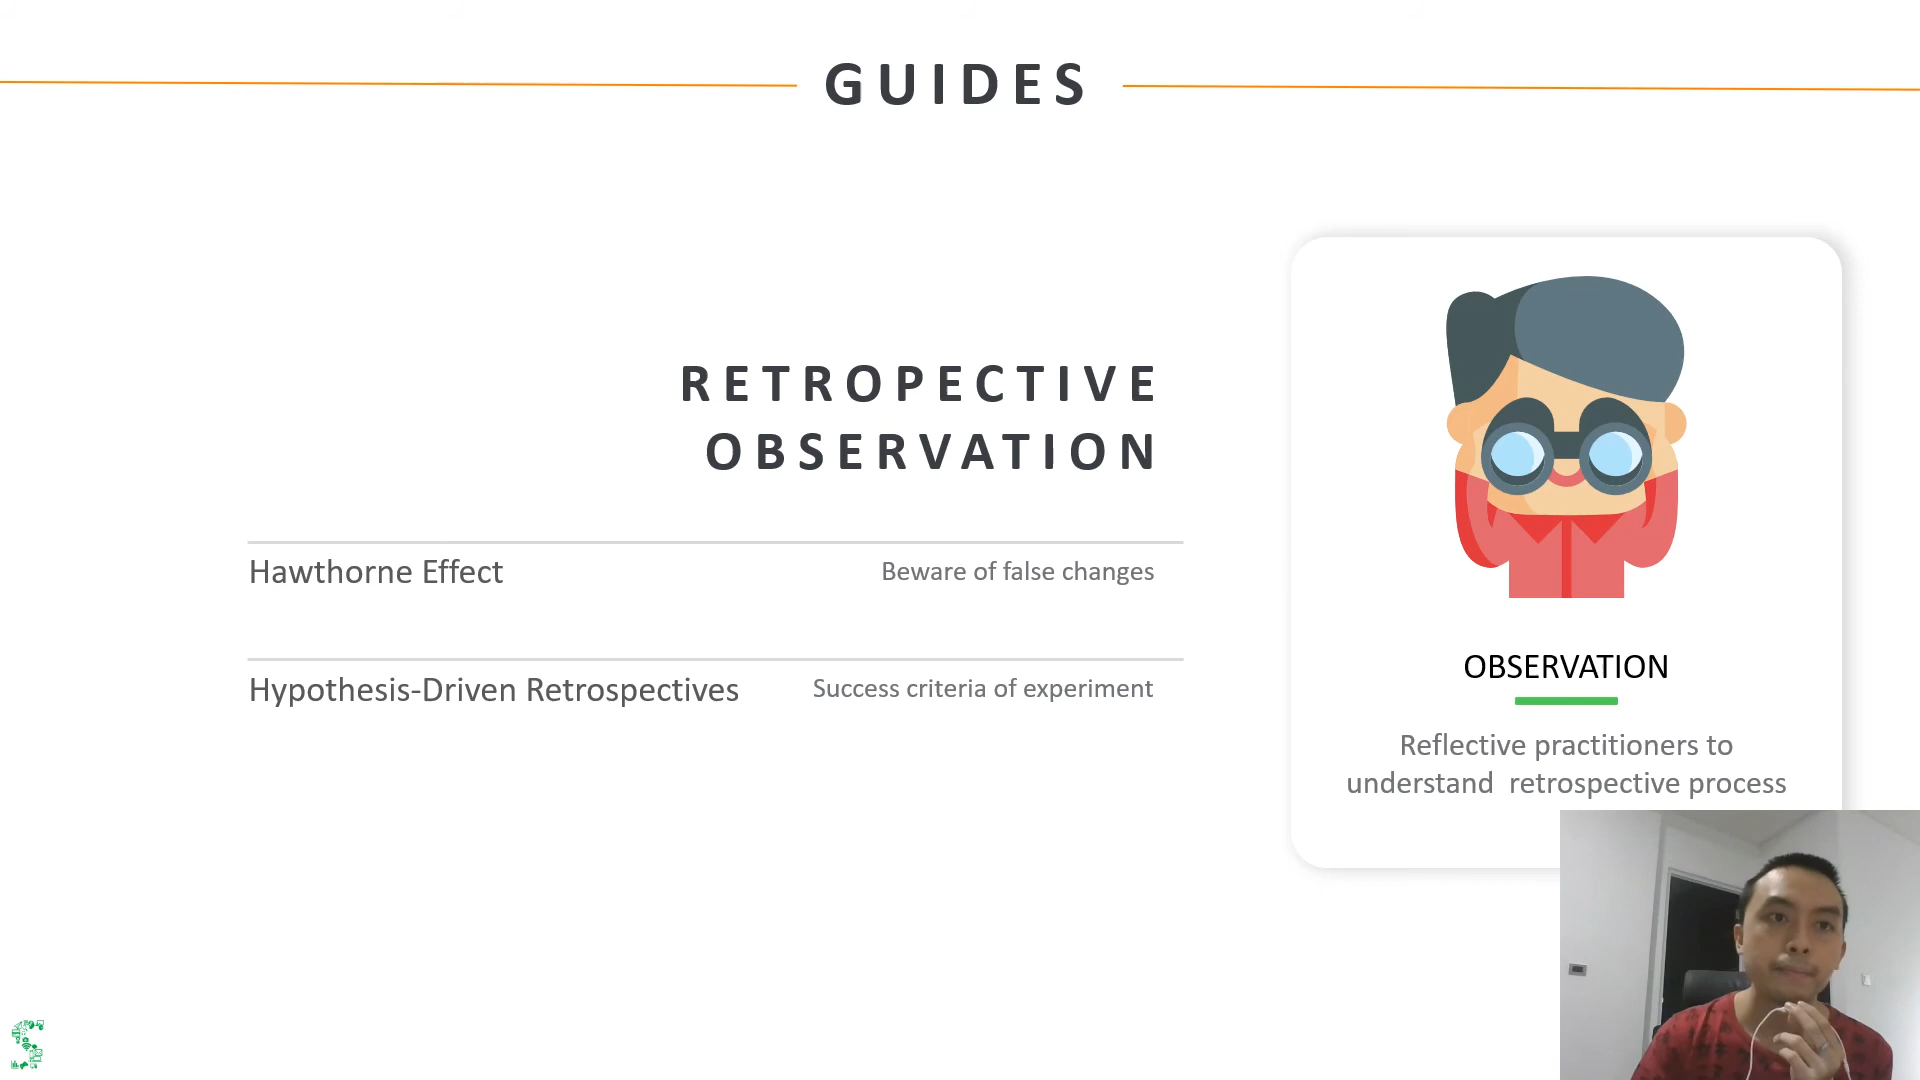 GUIDES
RETROPECTIVE
OBSERVATION
Hawthorne Effect
Beware of false changes
Hypothesis-Driven Retrospectives
Success criteria of experiment
OBSERVATION
Reflective practitioners to
understand retrospective process